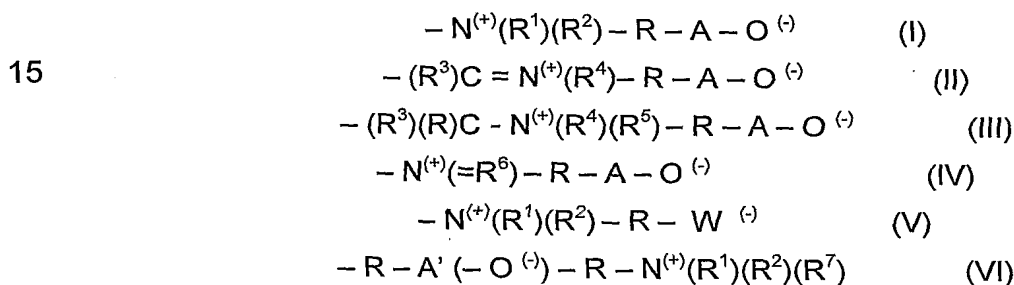 – N⁽⁺⁾(R¹)(R²) – R – A – O ⁽⁻⁾ (I)
15 – (R³)C = N⁽⁺⁾(R⁴)– R – A – O ⁽⁻⁾ (II)
– (R³)(R)C - N⁽⁺⁾(R⁴)(R⁵) – R – A – O ⁽⁻⁾ (III)
– N⁽⁺⁾(=R⁶) – R – A – O ⁽⁻⁾ (IV)
– N⁽⁺⁾(R¹)(R²) – R – W ⁽⁻⁾ (V)
– R – A' (– O ⁽⁻⁾) – R – N⁽⁺⁾(R¹)(R²)(R⁷) (VI)